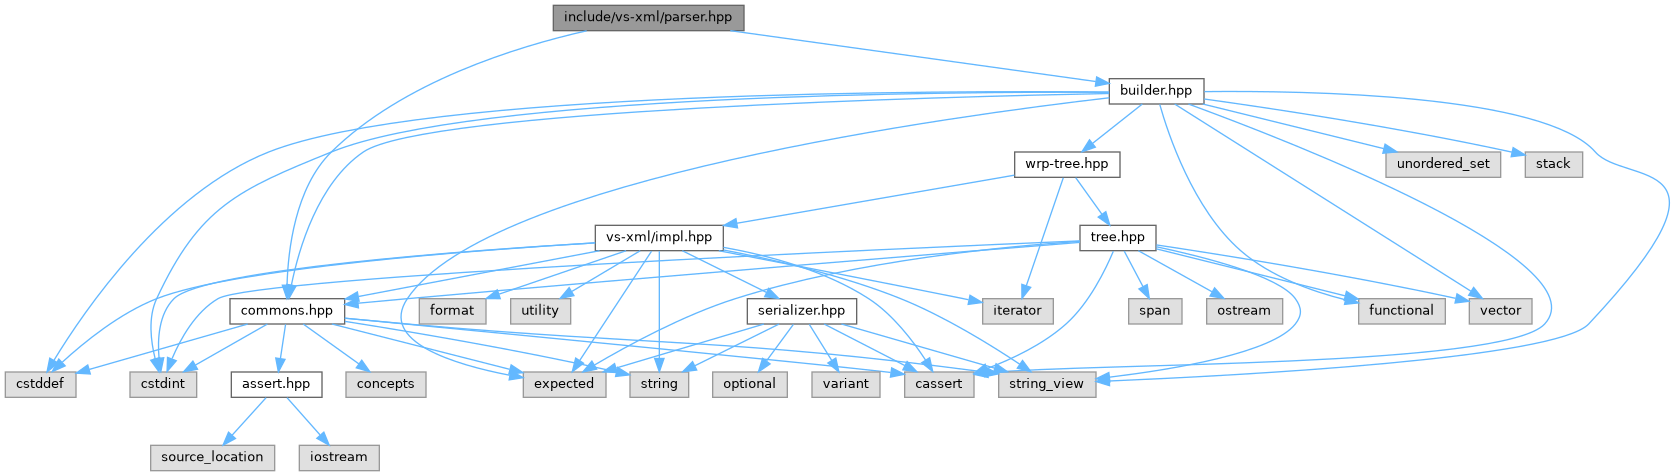 include/vs-xml/parser.hpp
builder.hpp
wrp-tree.hpp
unordered_set
stack
vs-xml/impl.hpp
tree.hpp
commons.hpp
format
utility
serializer.hpp
iterator
span
ostream
functional
vector
cstddef
cstdint
assert.hpp
concepts
expected
string
optional
variant
cassert
string_view
source_location
iostream